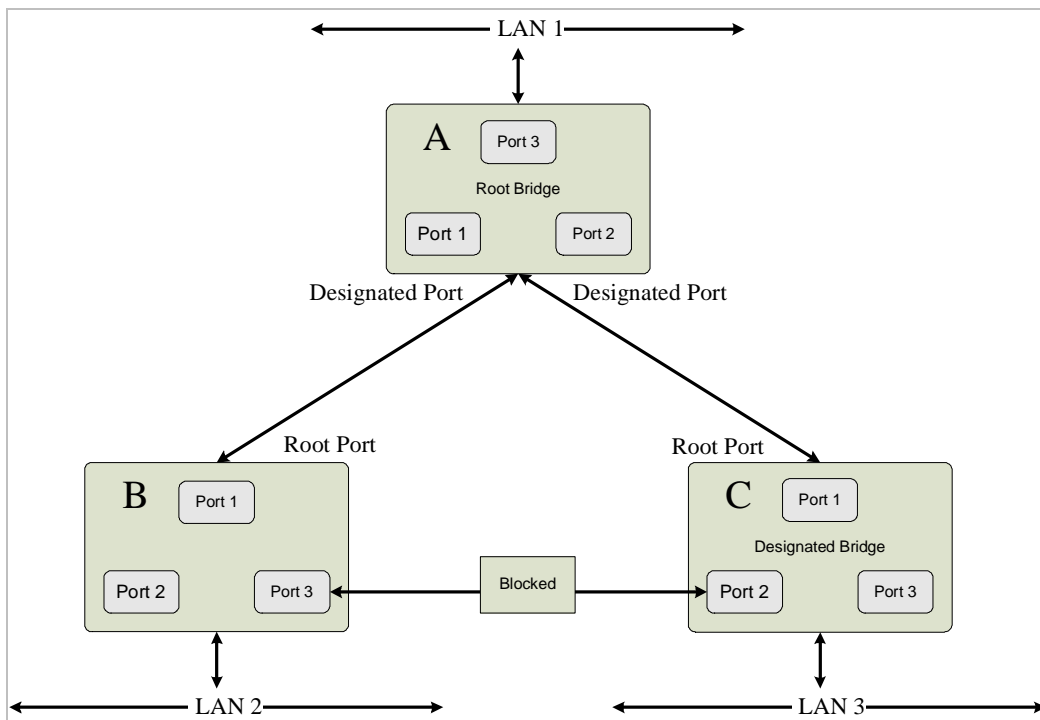 LAN 1
A
Port 3
Root Bridge
Port 1
Port 2
Designated Port
Designated Port
Root Port
Root Port
B
Port 1
C
Port 1
Designated Bridge
Port 2
Port 3
Blocked
Port 2
Port 3
LAN 2
LAN 3